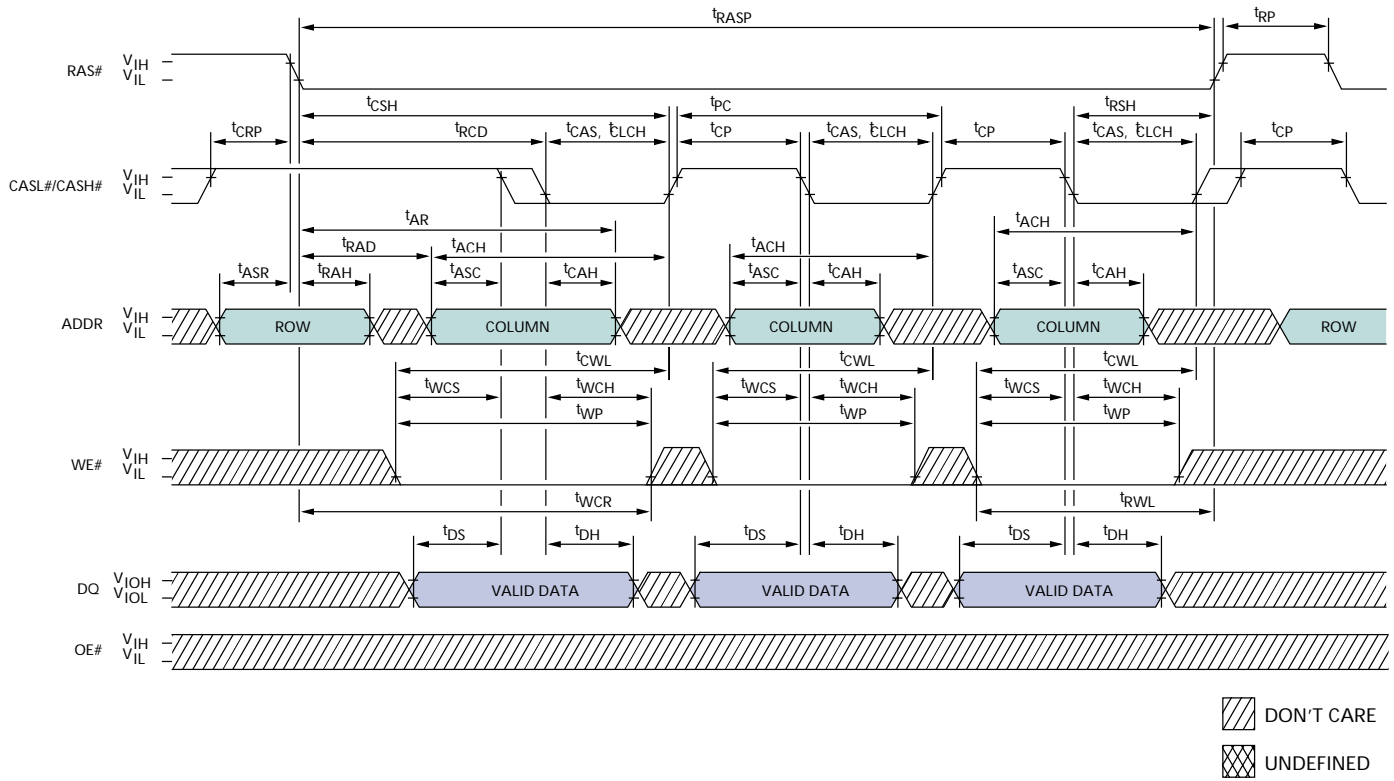 tRASP tRP
RAS# VIH
VIL
tCSH tPC tRSH
tCRP tRCD tCAS, tCLCH tCP tCAS, tCLCH tCP tCAS, tCLCH tCP
CASL#/CASH# VIH
VIL
tAR tACH
tRAD tACH tACH
tASR tRAH tASC tCAH tASC tCAH tASC tCAH
ADDR VIH
VIL
ROW COLUMN COLUMN COLUMN ROW
tCWL tCWL tCWL
tWCS tWCH tWCS tWCH tWCS tWCH
tWP tWP tWP
WE# VIH
VIL
tWCR tRWL
tDS tDH tDS tDH tDS tDH
DQ VIOH
VIOL
VALID DATA VALID DATA VALID DATA
OE# VIH
VIL
DON'T CARE
UNDEFINED